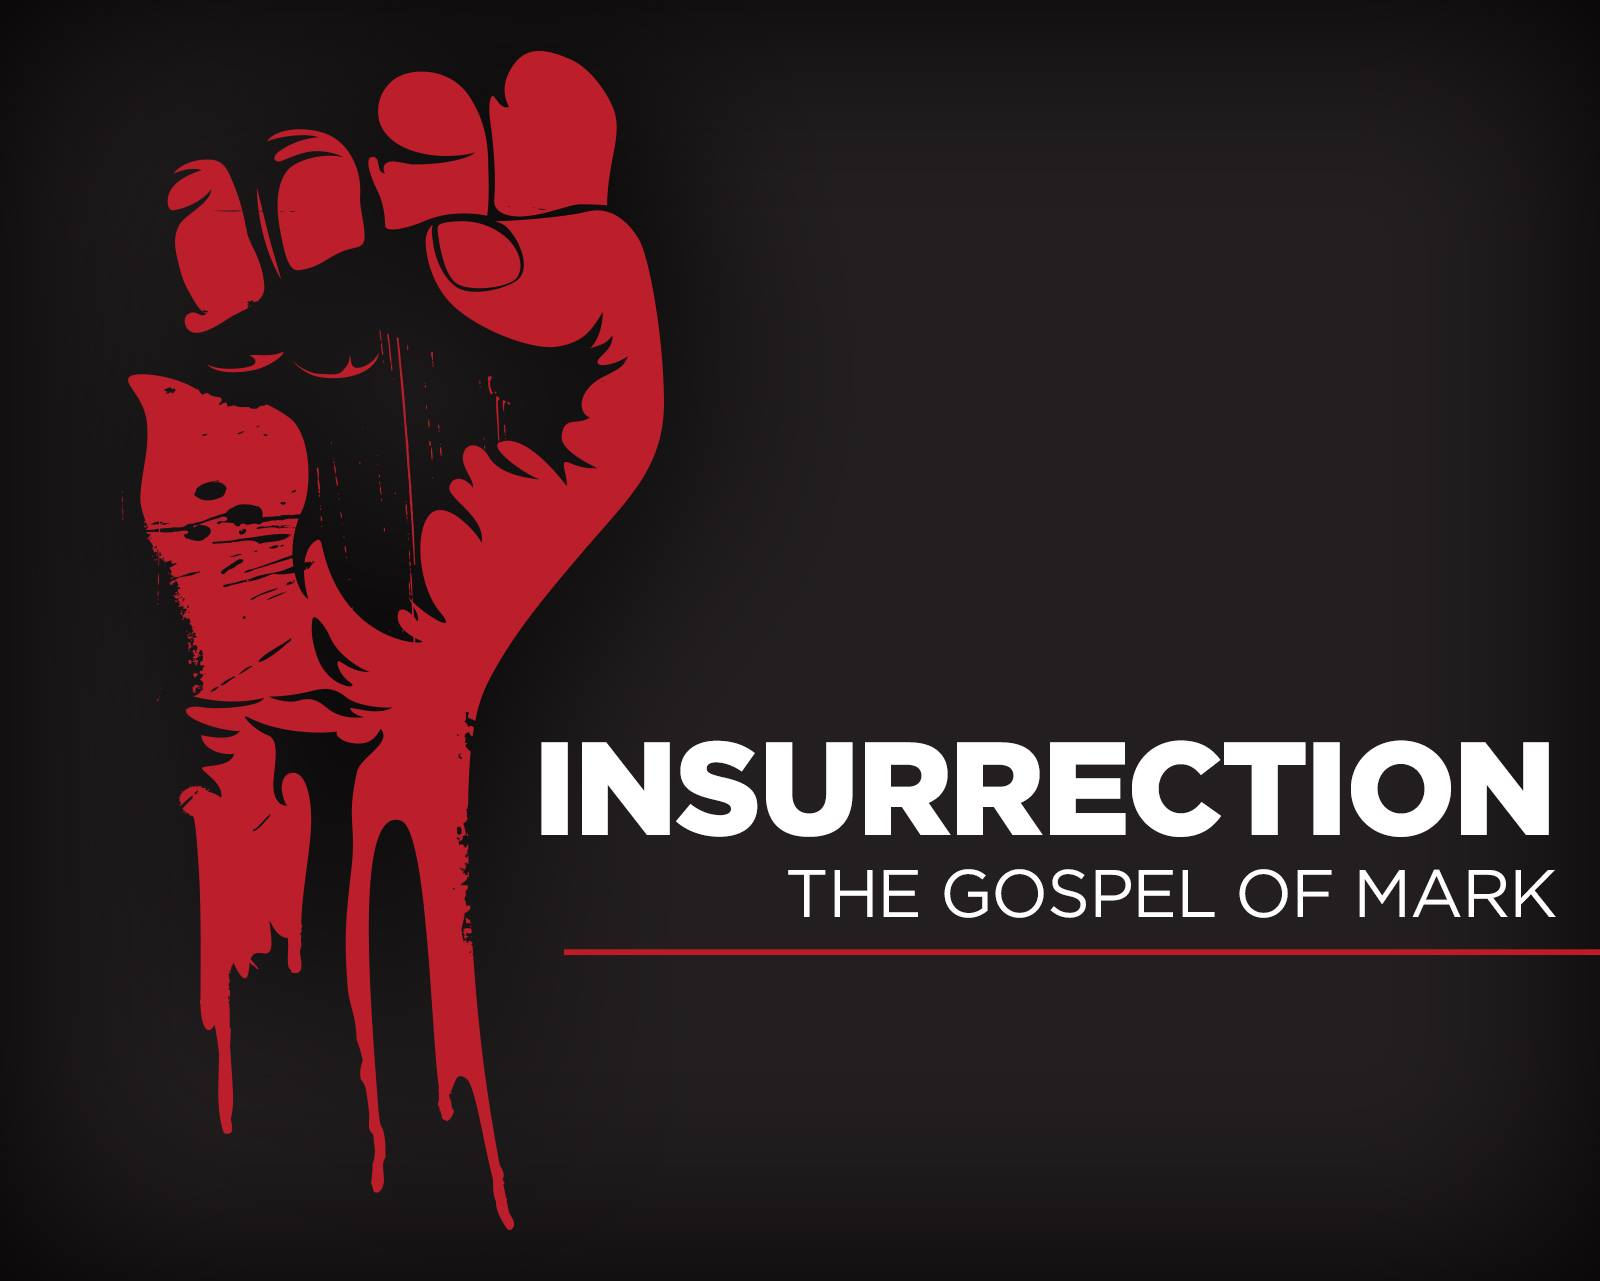 INSURRECTION
THE GOSPEL OF MARK